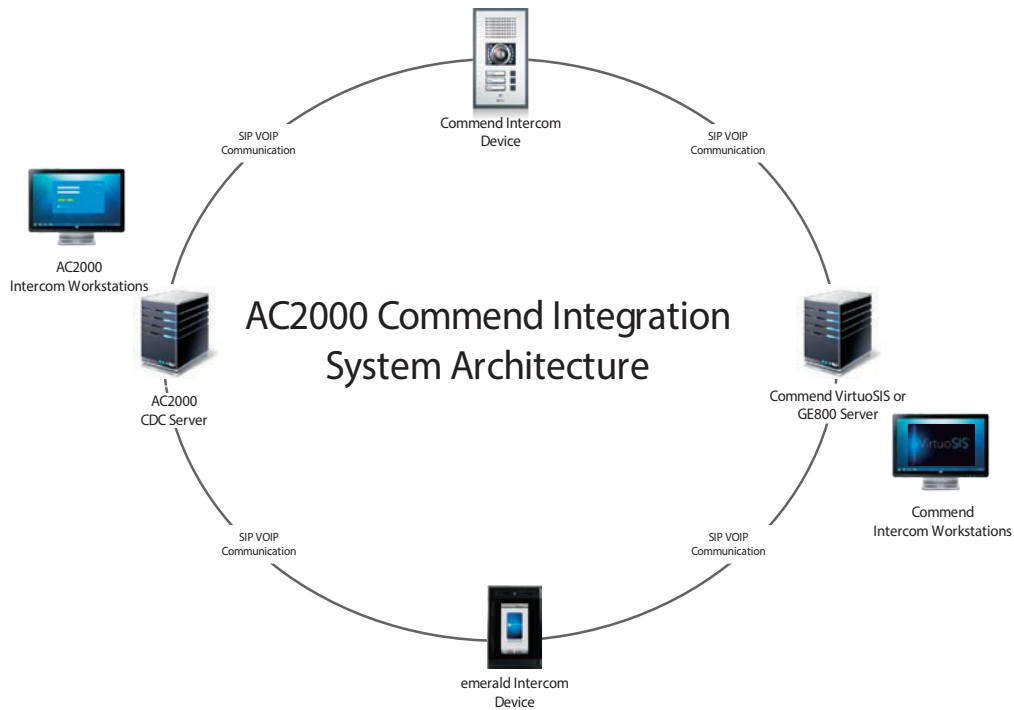 Commend Intercom
Device
SIP VOIP
Communication
SIP VOIP
Communication
AC2000
Intercom Workstations
AC2000 Commend Integration
System Architecture
AC2000
CDC Server
Commend VirtuoSIS or
GE800 Server
VirtuoSIS
Commend
Intercom Workstations
SIP VOIP
Communication
SIP VOIP
Communication
emerald Intercom
Device